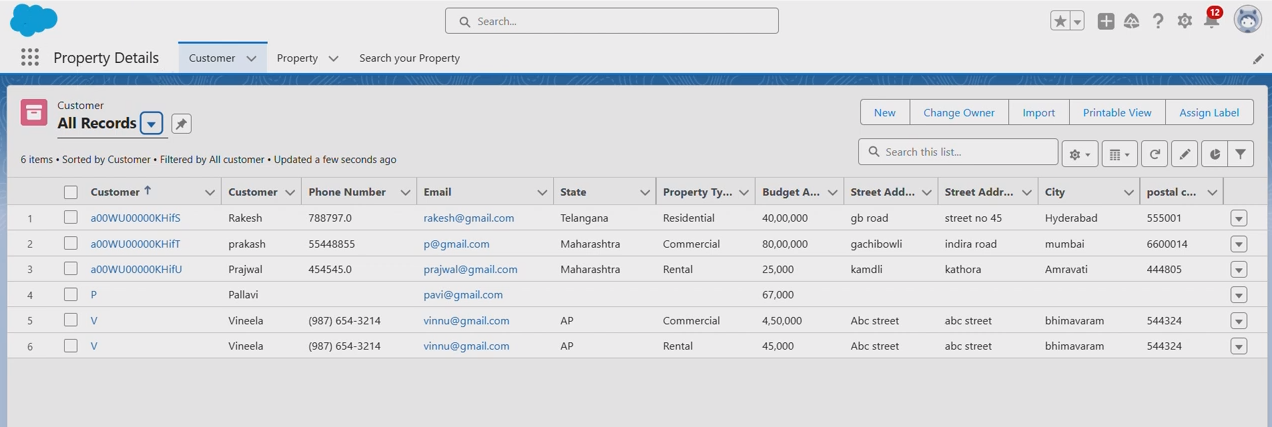 Search...
12
Property Details Customer Property Search your Property
Customer
All Records
New Change Owner Import Printable View Assign Label
6 items • Sorted by Customer • Filtered by All customer • Updated a few seconds ago
Search this list...
Customer Customer Phone Number Email State Property Ty... Budget A... Street Add... Street Addr... City postal c...
1 a00WU00000KHifS Rakesh 788797.0 rakesh@gmail.com Telangana Residential 40,00,000 gb road street no 45 Hyderabad 555001
2 a00WU00000KHifT prakash 55448855 p@gmail.com Maharashtra Commercial 80,00,000 gachibowli indira road mumbai 6600014
3 a00WU00000KHifU Prajwal 454545.0 prajwal@gmail.com Maharashtra Rental 25,000 kamdli kathora Amravati 444805
4 P Pallavi pavi@gmail.com 67,000
5 V Vineela (987) 654-3214 vinnu@gmail.com AP Commercial 4,50,000 Abc street abc street bhimavaram 544324
6 V Vineela (987) 654-3214 vinnu@gmail.com AP Rental 45,000 Abc street abc street bhimavaram 544324